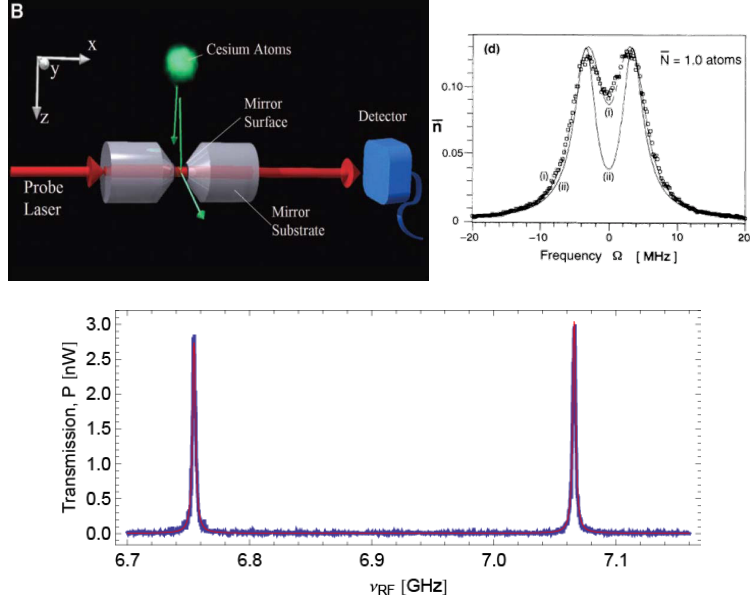 B
x
y
z
Cesium Atoms
Mirror
Surface
Detector
Probe
Laser
Mirror
Substrate
(d)
N̅ = 1.0 atoms
n̅
0.10
0.05
0
(i)
(ii)
(i)
(ii)
−20
−10
0
10
20
Frequency Ω [ MHz ]
Transmission, P [nW]
3.0
2.5
2.0
1.5
1.0
0.5
0.0
6.7
6.8
6.9
7.0
7.1
νRF [GHz]